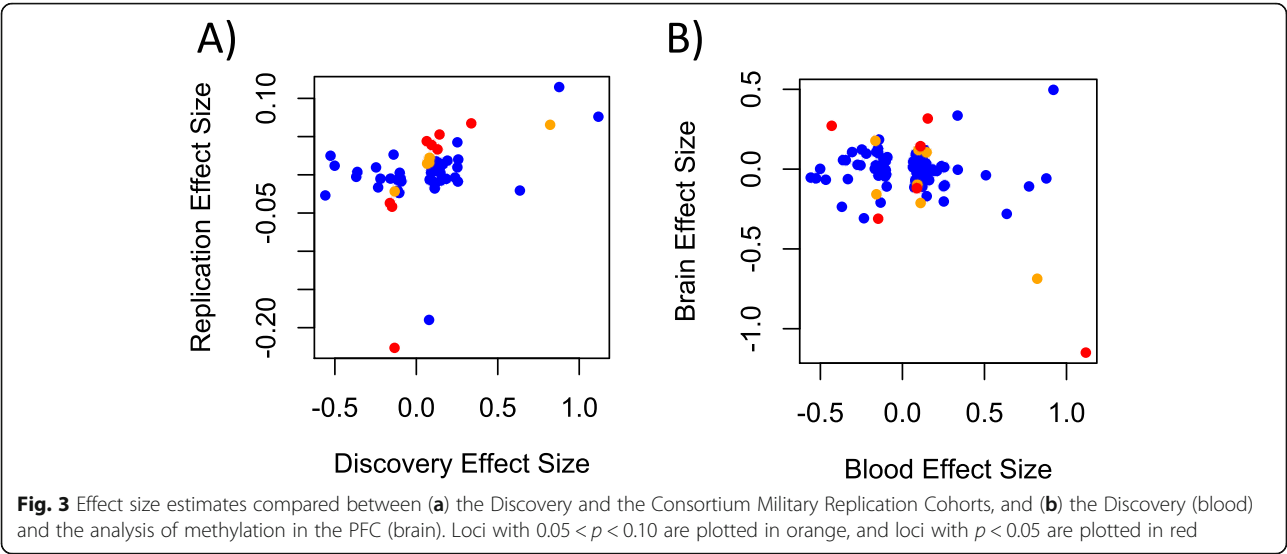 A)
B)
Replication Effect Size
0.10
-0.05
-0.20
-0.5 0.0 0.5 1.0
Discovery Effect Size
Brain Effect Size
0.5
0.0
-0.5
-1.0
-0.5 0.0 0.5 1.0
Blood Effect Size
Fig. 3 Effect size estimates compared between (a) the Discovery and the Consortium Military Replication Cohorts, and (b) the Discovery (blood)
and the analysis of methylation in the PFC (brain). Loci with 0.05 < p < 0.10 are plotted in orange, and loci with p < 0.05 are plotted in red